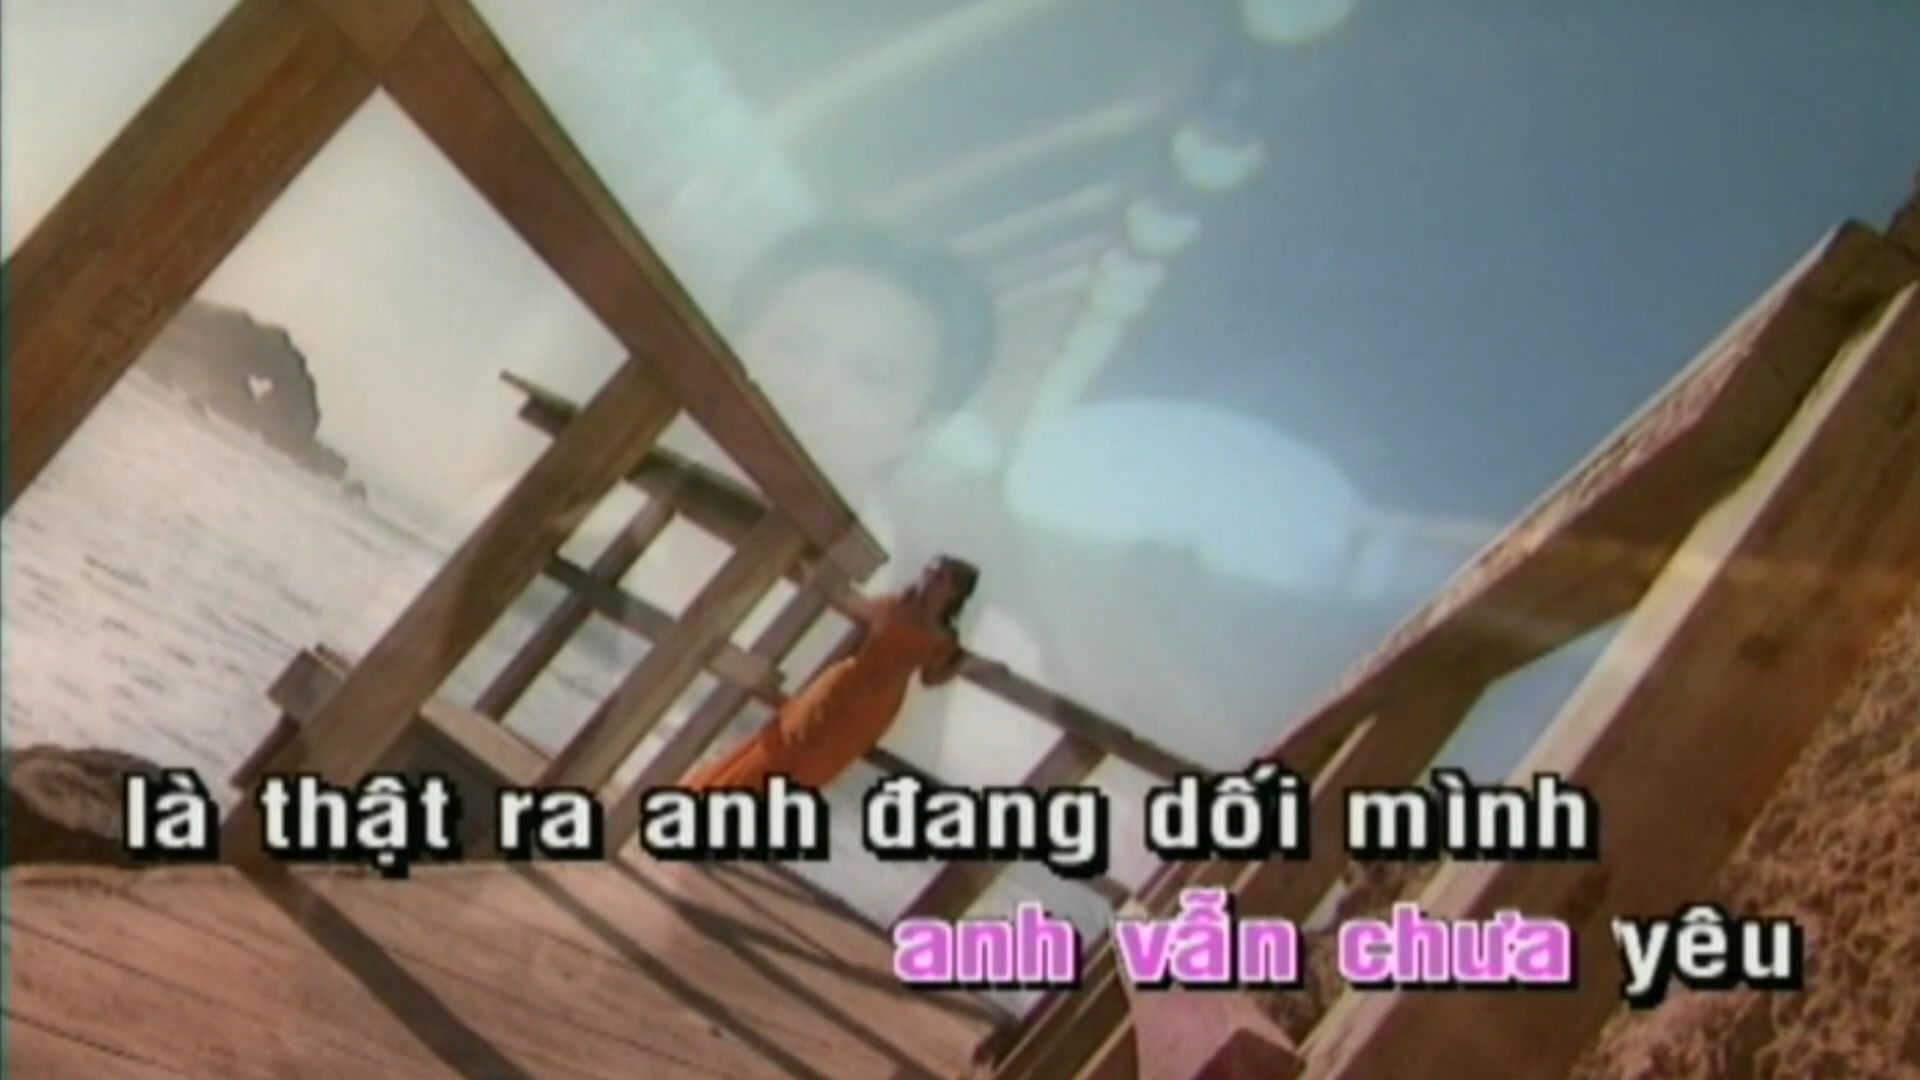 là thật ra anh đang dối mình
anh vẫn chưa yêu